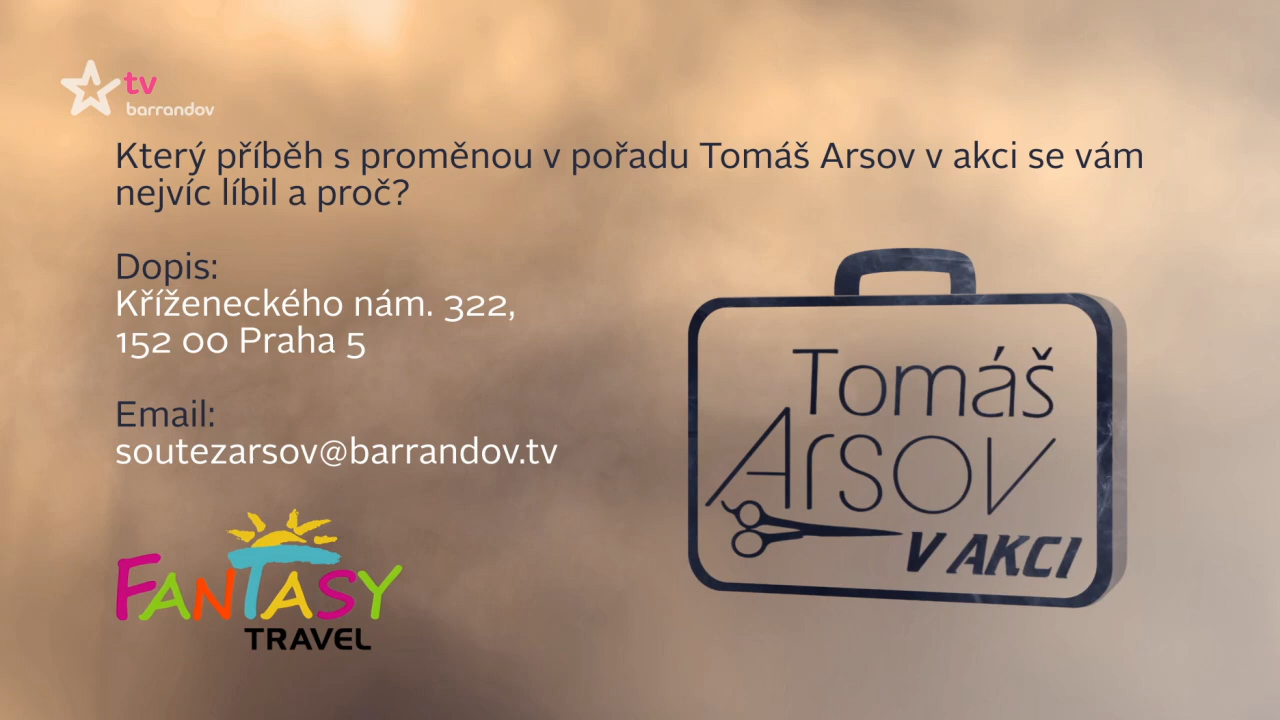 tv
barrandov
Který příběh s proměnou v pořadu Tomáš Arsov v akci se vám
nejvíc líbil a proč?
Dopis:
Kříženeckého nám. 322,
152 00 Praha 5
Email:
soutezarsov@barrandov.tv
FANTASY
TRAVEL
Tomáš
Arsov
V AKCI